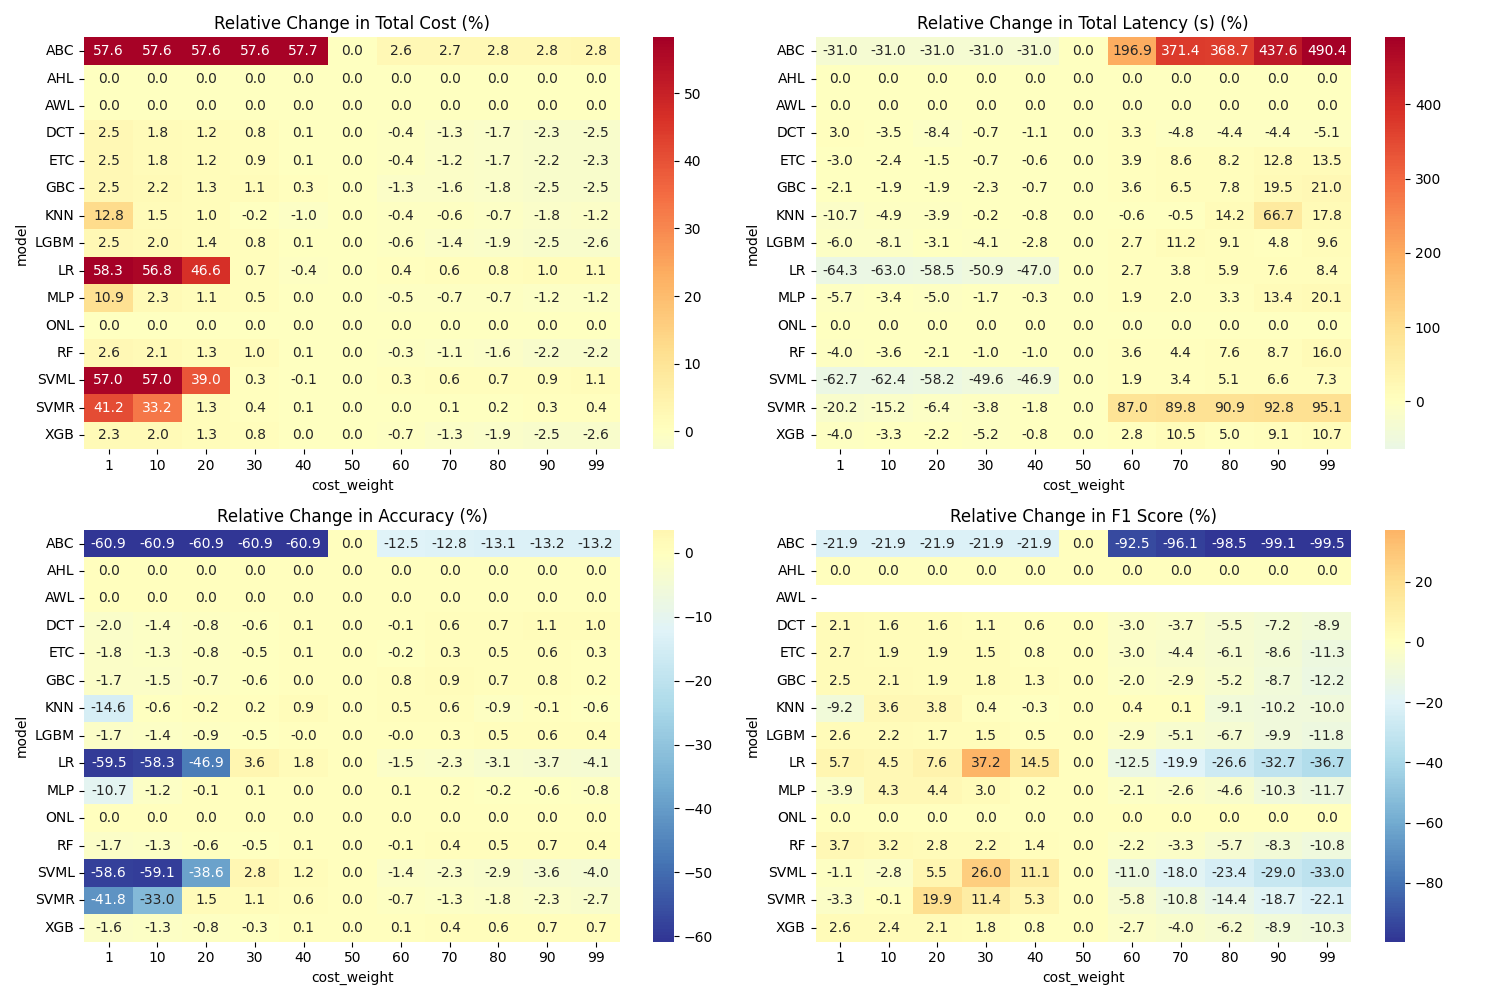 Relative Change in Total Cost (%)
ABC 57.6 57.6 57.6 57.6 57.7 0.0 2.6 2.7 2.8 2.8 2.8
AHL 0.0 0.0 0.0 0.0 0.0 0.0 0.0 0.0 0.0 0.0 0.0
AWL 0.0 0.0 0.0 0.0 0.0 0.0 0.0 0.0 0.0 0.0 0.0
DCT 2.5 1.8 1.2 0.8 0.1 0.0 -0.4 -1.3 -1.7 -2.3 -2.5
ETC 2.5 1.8 1.2 0.9 0.1 0.0 -0.4 -1.2 -1.7 -2.2 -2.3
GBC 2.5 2.2 1.3 1.1 0.3 0.0 -1.3 -1.6 -1.8 -2.5 -2.5
KNN 12.8 1.5 1.0 -0.2 -1.0 0.0 -0.4 -0.6 -0.7 -1.8 -1.2
LGBM 2.5 2.0 1.4 0.8 0.1 0.0 -0.6 -1.4 -1.9 -2.5 -2.6
LR 58.3 56.8 46.6 0.7 -0.4 0.0 0.4 0.6 0.8 1.0 1.1
MLP 10.9 2.3 1.1 0.5 0.0 0.0 -0.5 -0.7 -0.7 -1.2 -1.2
ONL 0.0 0.0 0.0 0.0 0.0 0.0 0.0 0.0 0.0 0.0 0.0
RF 2.6 2.1 1.3 1.0 0.1 0.0 -0.3 -1.1 -1.6 -2.2 -2.2
SVML 57.0 57.0 39.0 0.3 -0.1 0.0 0.3 0.6 0.7 0.9 1.1
SVMR 41.2 33.2 1.3 0.4 0.1 0.0 0.0 0.1 0.2 0.3 0.4
XGB 2.3 2.0 1.3 0.8 0.0 0.0 -0.7 -1.3 -1.9 -2.5 -2.6
1 10 20 30 40 50 60 70 80 90 99
cost_weight
model
50
40
30
20
10
0
Relative Change in Total Latency (s) (%)
ABC -31.0 -31.0 -31.0 -31.0 -31.0 0.0 196.9 371.4 368.7 437.6 490.4
AHL 0.0 0.0 0.0 0.0 0.0 0.0 0.0 0.0 0.0 0.0 0.0
AWL 0.0 0.0 0.0 0.0 0.0 0.0 0.0 0.0 0.0 0.0 0.0
DCT 3.0 -3.5 -8.4 -0.7 -1.1 0.0 3.3 -4.8 -4.4 -4.4 -5.1
ETC -3.0 -2.4 -1.5 -0.7 -0.6 0.0 3.9 8.6 8.2 12.8 13.5
GBC -2.1 -1.9 -1.9 -2.3 -0.7 0.0 3.6 6.5 7.8 19.5 21.0
KNN -10.7 -4.9 -3.9 -0.2 -0.8 0.0 -0.6 -0.5 14.2 66.7 17.8
LGBM -6.0 -8.1 -3.1 -4.1 -2.8 0.0 2.7 11.2 9.1 4.8 9.6
LR -64.3 -63.0 -58.5 -50.9 -47.0 0.0 2.7 3.8 5.9 7.6 8.4
MLP -5.7 -3.4 -5.0 -1.7 -0.3 0.0 1.9 2.0 3.3 13.4 20.1
ONL 0.0 0.0 0.0 0.0 0.0 0.0 0.0 0.0 0.0 0.0 0.0
RF -4.0 -3.6 -2.1 -1.0 -1.0 0.0 3.6 4.4 7.6 8.7 16.0
SVML -62.7 -62.4 -58.2 -49.6 -46.9 0.0 1.9 3.4 5.1 6.6 7.3
SVMR -20.2 -15.2 -6.4 -3.8 -1.8 0.0 87.0 89.8 90.9 92.8 95.1
XGB -4.0 -3.3 -2.2 -5.2 -0.8 0.0 2.8 10.5 5.0 9.1 10.7
1 10 20 30 40 50 60 70 80 90 99
cost_weight
model
400
300
200
100
0
Relative Change in Accuracy (%)
ABC -60.9 -60.9 -60.9 -60.9 -60.9 0.0 -12.5 -12.8 -13.1 -13.2 -13.2
AHL 0.0 0.0 0.0 0.0 0.0 0.0 0.0 0.0 0.0 0.0 0.0
AWL 0.0 0.0 0.0 0.0 0.0 0.0 0.0 0.0 0.0 0.0 0.0
DCT -2.0 -1.4 -0.8 -0.6 0.1 0.0 -0.1 0.6 0.7 1.1 1.0
ETC -1.8 -1.3 -0.8 -0.5 0.1 0.0 -0.2 0.3 0.5 0.6 0.3
GBC -1.7 -1.5 -0.7 -0.6 0.0 0.0 0.8 0.9 0.7 0.8 0.2
KNN -14.6 -0.6 -0.2 0.2 0.9 0.0 0.5 0.6 -0.9 -0.1 -0.6
LGBM -1.7 -1.4 -0.9 -0.5 -0.0 0.0 -0.0 0.3 0.5 0.6 0.4
LR -59.5 -58.3 -46.9 3.6 1.8 0.0 -1.5 -2.3 -3.1 -3.7 -4.1
MLP -10.7 -1.2 -0.1 0.1 0.0 0.0 0.1 0.2 -0.2 -0.6 -0.8
ONL 0.0 0.0 0.0 0.0 0.0 0.0 0.0 0.0 0.0 0.0 0.0
RF -1.7 -1.3 -0.6 -0.5 0.1 0.0 -0.1 0.4 0.5 0.7 0.4
SVML -58.6 -59.1 -38.6 2.8 1.2 0.0 -1.4 -2.3 -2.9 -3.6 -4.0
SVMR -41.8 -33.0 1.5 1.1 0.6 0.0 -0.7 -1.3 -1.8 -2.3 -2.7
XGB -1.6 -1.3 -0.8 -0.3 0.1 0.0 0.1 0.4 0.6 0.7 0.7
1 10 20 30 40 50 60 70 80 90 99
cost_weight
model
0
−10
−20
−30
−40
−50
−60
Relative Change in F1 Score (%)
ABC -21.9 -21.9 -21.9 -21.9 -21.9 0.0 -92.5 -96.1 -98.5 -99.1 -99.5
AHL 0.0 0.0 0.0 0.0 0.0 0.0 0.0 0.0 0.0 0.0 0.0
AWL
DCT 2.1 1.6 1.6 1.1 0.6 0.0 -3.0 -3.7 -5.5 -7.2 -8.9
ETC 2.7 1.9 1.9 1.5 0.8 0.0 -3.0 -4.4 -6.1 -8.6 -11.3
GBC 2.5 2.1 1.9 1.8 1.3 0.0 -2.0 -2.9 -5.2 -8.7 -12.2
KNN -9.2 3.6 3.8 0.4 -0.3 0.0 0.4 0.1 -9.1 -10.2 -10.0
LGBM 2.6 2.2 1.7 1.5 0.5 0.0 -2.9 -5.1 -6.7 -9.9 -11.8
LR 5.7 4.5 7.6 37.2 14.5 0.0 -12.5 -19.9 -26.6 -32.7 -36.7
MLP -3.9 4.3 4.4 3.0 0.2 0.0 -2.1 -2.6 -4.6 -10.3 -11.7
ONL 0.0 0.0 0.0 0.0 0.0 0.0 0.0 0.0 0.0 0.0 0.0
RF 3.7 3.2 2.8 2.2 1.4 0.0 -2.2 -3.3 -5.7 -8.3 -10.8
SVML -1.1 -2.8 5.5 26.0 11.1 0.0 -11.0 -18.0 -23.4 -29.0 -33.0
SVMR -3.3 -0.1 19.9 11.4 5.3 0.0 -5.8 -10.8 -14.4 -18.7 -22.1
XGB 2.6 2.4 2.1 1.8 0.8 0.0 -2.7 -4.0 -6.2 -8.9 -10.3
1 10 20 30 40 50 60 70 80 90 99
cost_weight
model
20
0
−20
−40
−60
−80